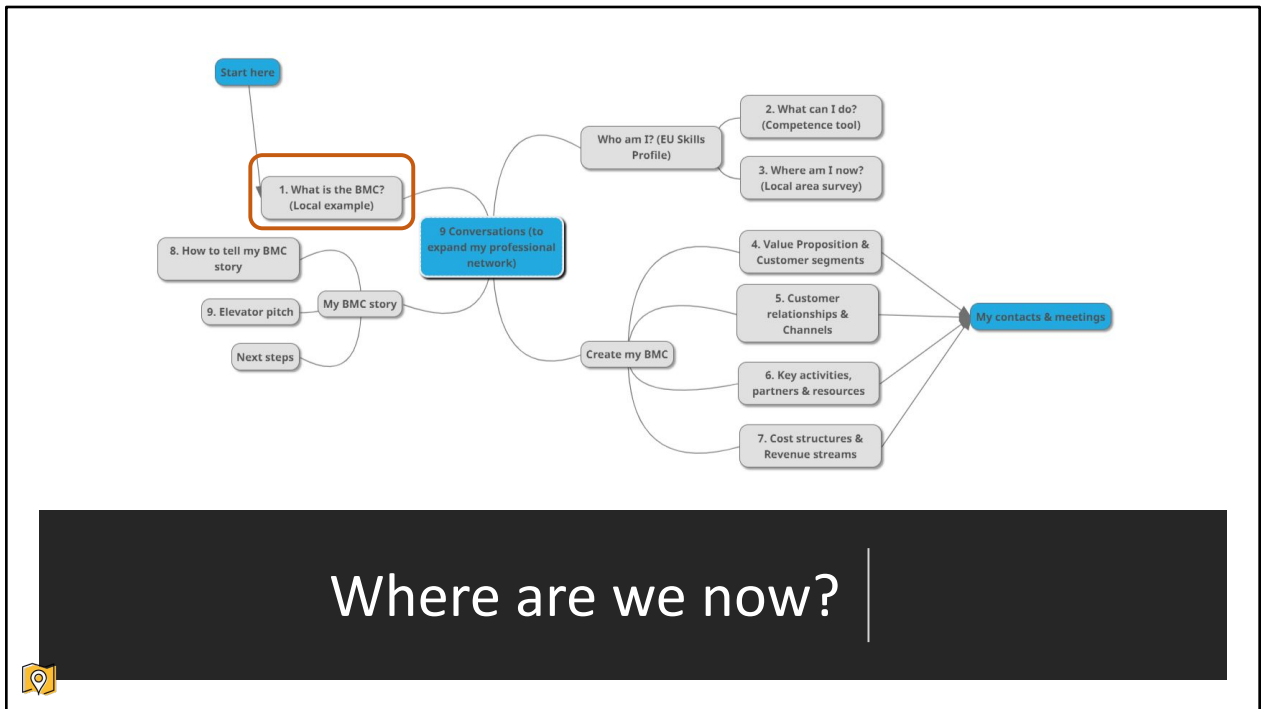 Start here
1. What is the BMC?
(Local example)
8. How to tell my BMC
story
9. Elevator pitch
Next steps
My BMC story
9 Conversations (to
expand my professional
network)
Who am I? (EU Skills
Profile)
2. What can I do?
(Competence tool)
3. Where am I now?
(Local area survey)
Create my BMC
4. Value Proposition &
Customer segments
5. Customer
relationships &
Channels
6. Key activities,
partners & resources
7. Cost structures &
Revenue streams
My contacts & meetings
Where are we now?